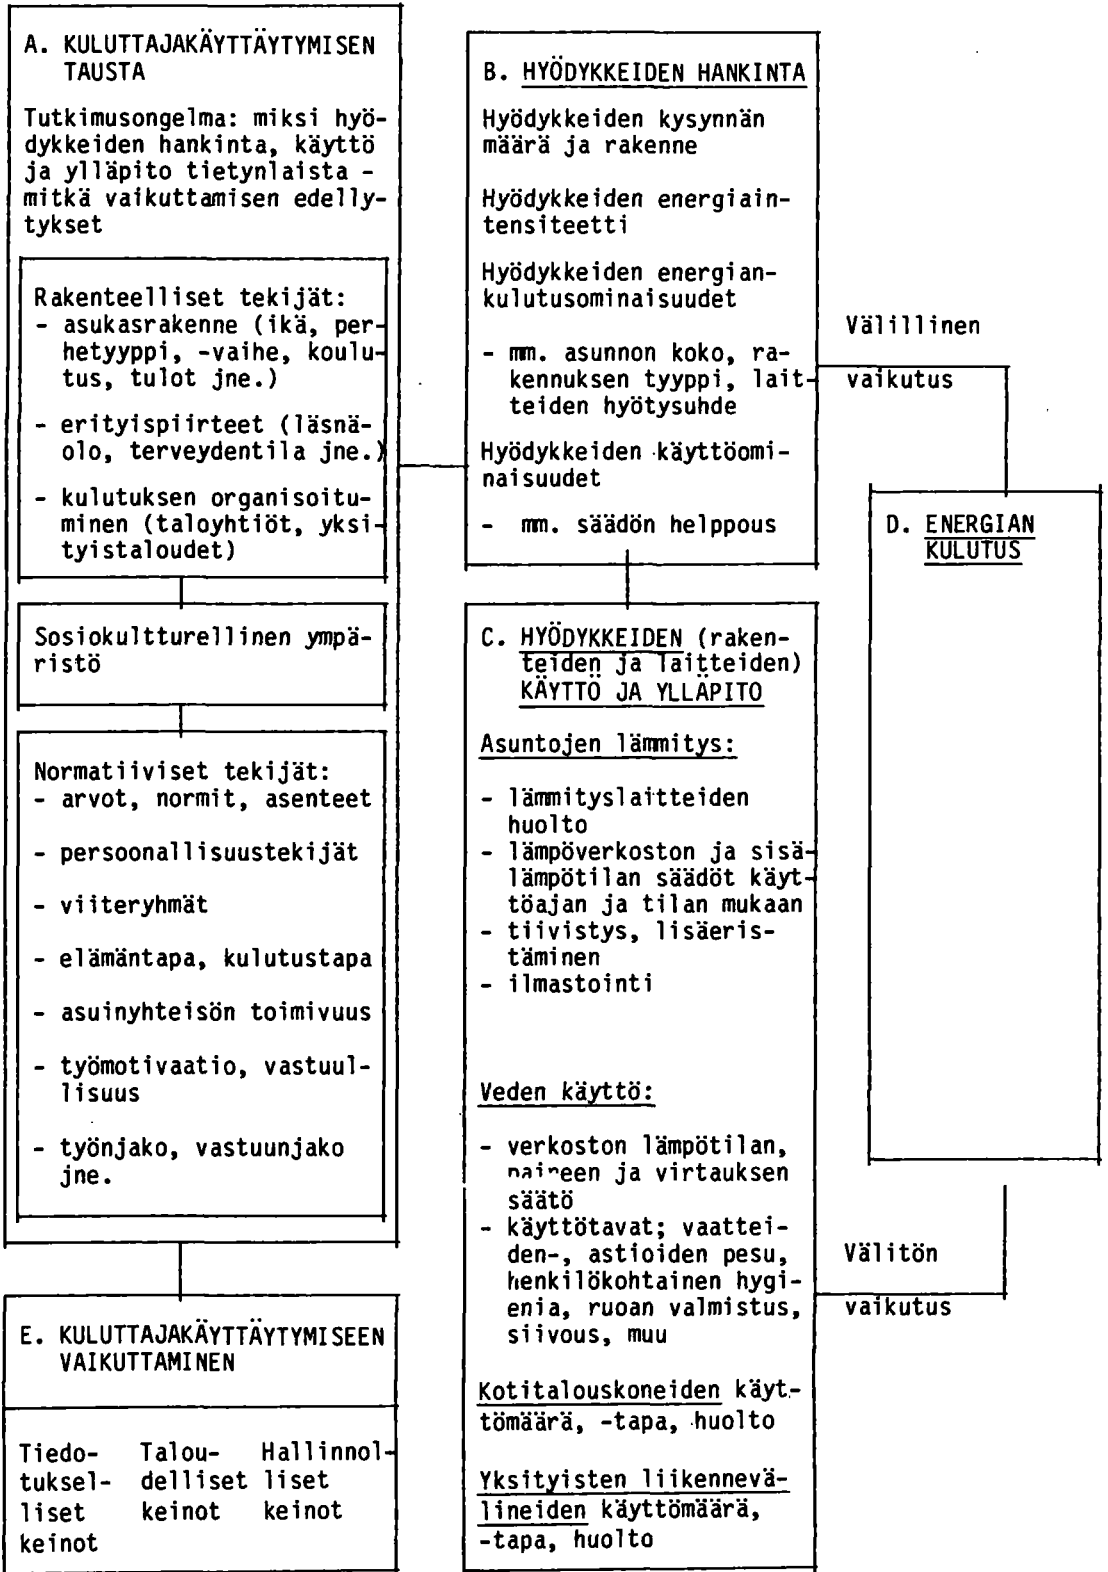 A. KULUTTAJAKÄYTTÄYTYMISEN
TAUSTA
Tutkimusongelma: miksi hyö-
dykkeiden hankinta, käyttö
ja ylläpito tietynlaista -
mitkä vaikuttamisen edelly-
tykset
Rakenteelliset tekijät:
- asukasrakenne (ikä, per-
hetyyppi, -vaihe, koulu-
tus, tulot jne.)
- erityispiirteet (läsnä-
olo, terveydentila jne.)
- kulutuksen organisoitu-
minen (taloyhtiöt, yksi-
tyistaloudet)
Sosiokultturellinen ympä-
ristö
Normatiiviset tekijät:
- arvot, normit, asenteet
- persoonallisuustekijät
- viiteryhmät
- elämäntapa, kulutustapa
- asuinyhteisön toimivuus
- työmotivaatio, vastuul-
lisuus
- työnjako, vastuunjako
jne.
E. KULUTTAJAKÄYTTÄYTYMISEEN
VAIKUTTAMINEN
Tiedo-
tuksel-
liset
keinot
Talou-
delliset
keinot
Hallinnol-
liset
keinot
B. HYÖDYKKEIDEN HANKINTA
Hyödykkeiden kysynnän
määrä ja rakenne
Hyödykkeiden energiain-
tensiteetti
Hyödykkeiden energian-
kulutusominaisuudet
- mm. asunnon koko, ra-
kennuksen tyyppi, lait-
teiden hyötysuhde
Hyödykkeiden käyttöomi-
naisuudet
- mm. säädön helppous
C. HYÖDYKKEIDEN (raken-
teiden ja laitteiden)
KÄYTTÖ JA YLLÄPITO
Asuntojen lämmitys:
- lämmityslaitteiden
huolto
- lämpöverkoston ja sisä-
lämpötilan säädöt käyt-
töajan ja tilan mukaan
- tiivistys, lisäeris-
täminen
- ilmastointi
Veden käyttö:
- verkoston lämpötilan,
paineen ja virtauksen
säätö
- käyttötavat; vaattei-
den-, astioiden pesu,
henkilökohtainen hygi-
enia, ruoan valmistus,
siivous, muu
Kotitalouskoneiden käyt-
tömäärä, -tapa, huolto
Yksityisten liikennevä-
lineiden käyttömäärä,
-tapa, huolto
Välillinen
vaikutus
D. ENERGIAN
KULUTUS
Välitön
vaikutus